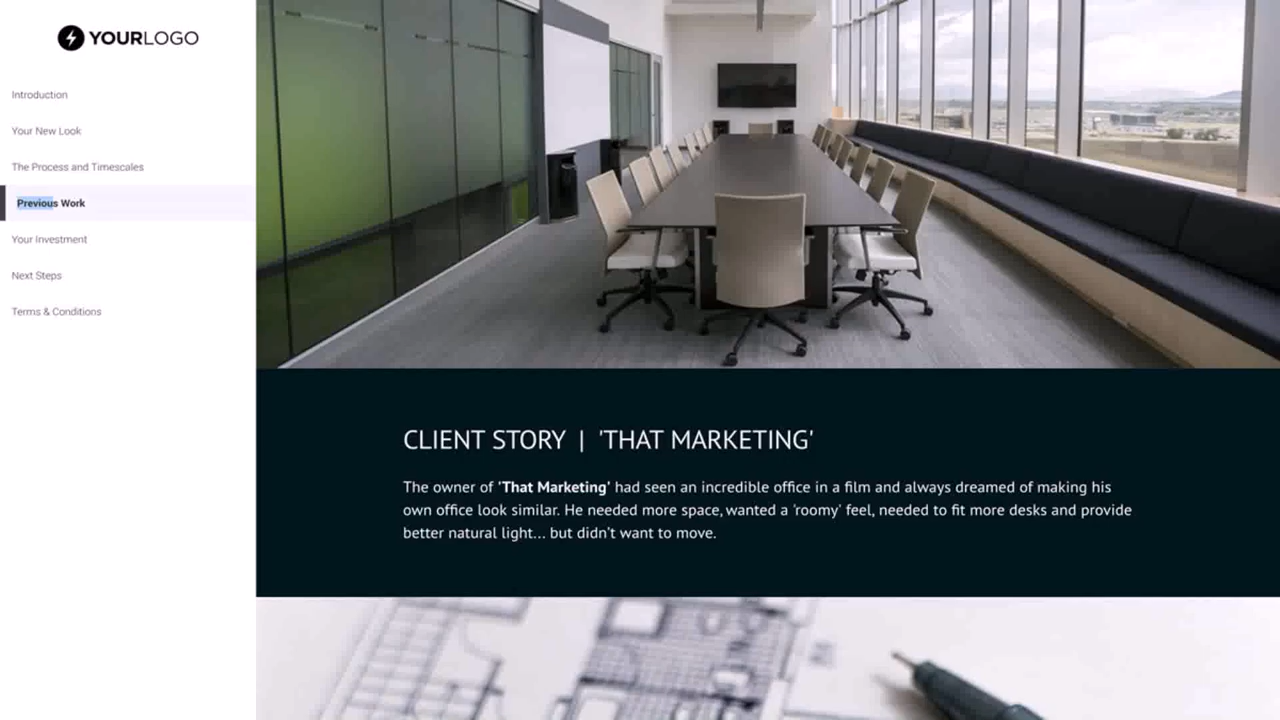 YOURLOGO
Introduction
Your New Look
The Process and Timescales
Previous Work
Your Investment
Next Steps
Terms & Conditions
CLIENT STORY | 'THAT MARKETING'
The owner of 'That Marketing' had seen an incredible office in a film and always dreamed of making his
own office look similar. He needed more space, wanted a 'roomy' feel, needed to fit more desks and provide
better natural light... but didn't want to move.